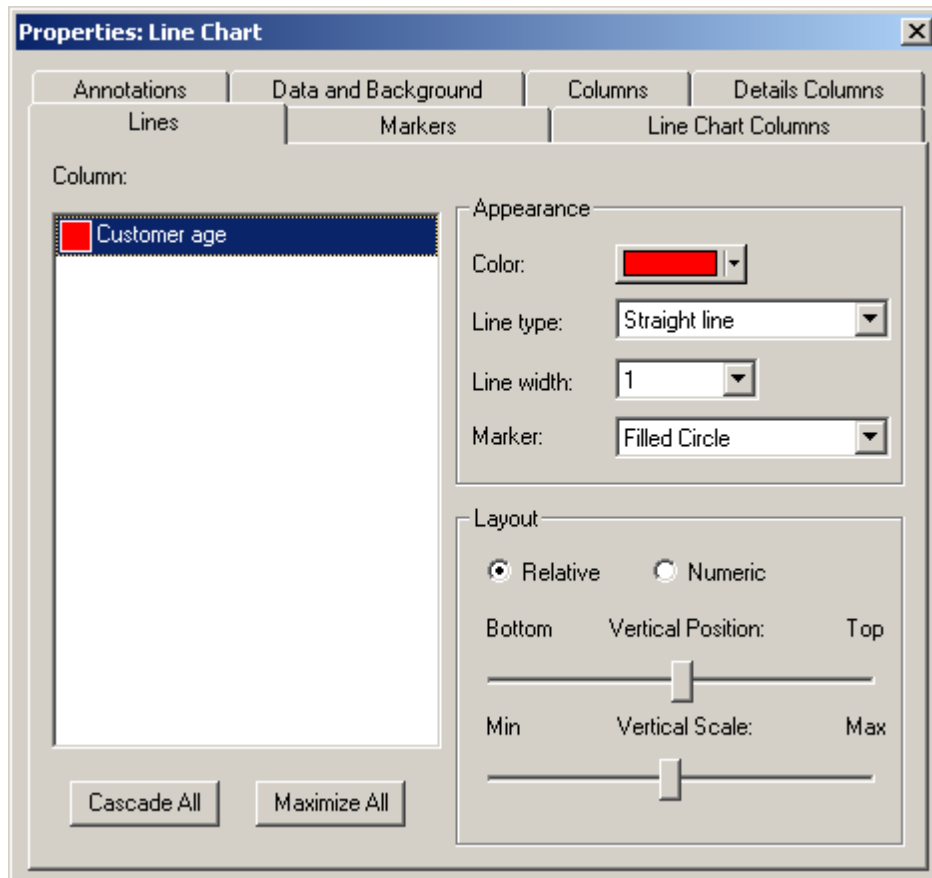 Properties: Line Chart
Annotations Data and Background Columns Details Columns
Lines Markers Line Chart Columns
Column:
Customer age
Appearance
Color:
Line type: Straight line
Line width: 1
Marker: Filled Circle
Layout
Relative Numeric
Bottom Vertical Position: Top
Min Vertical Scale: Max
Cascade All Maximize All